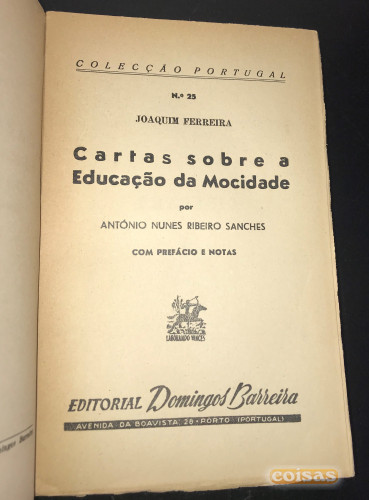 COLECÇÃO PORTUGAL
N.º 25
JOAQUIM FERREIRA
Cartas sobre a
Educação da Mocidade
por
ANTÓNIO NUNES RIBEIRO SANCHES
COM PREFÁCIO E NOTAS
LABORANDO VINCES
EDITORIAL Domingos Barreira
AVENIDA DA BOAVISTA, 28 - PORTO (PORTUGAL)
coisas